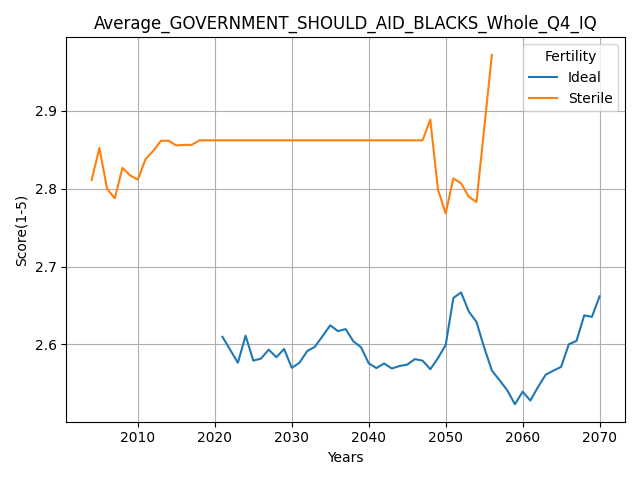 Average_GOVERNMENT_SHOULD_AID_BLACKS_Whole_Q4_IQ
Fertility
Ideal
Sterile
2.9
2.8
2.7
2.6
Score(1-5)
2010 2020 2030 2040 2050 2060 2070
Years